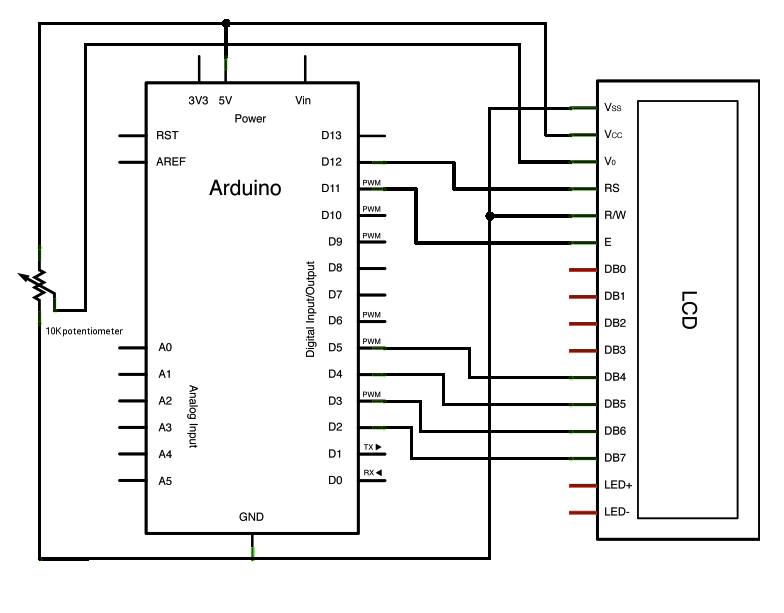 3V3 5V Vin
Power
RST
AREF
Arduino
D13
D12
D11 PWM
D10 PWM
D9 PWM
D8
D7
D6 PWM
D5 PWM
D4
D3 PWM
D2
D1 TX ▶
D0 RX ◀
Digital Input/Output
10K potentiometer
A0
A1
A2
A3
A4
A5
Analog Input
GND
Vss
Vcc
V0
RS
R/W
E
DB0
DB1
DB2
DB3
DB4
DB5
DB6
DB7
LED+
LED-
LCD